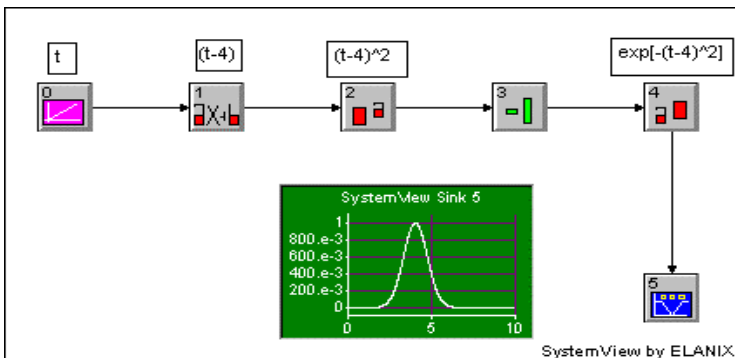 t
(t-4)
(t-4)^2
exp[-(t-4)^2]
0
1
aX+b
2
a
3
4
a
SystemView Sink 5
1
800.e-3
600.e-3
400.e-3
200.e-3
0
0
5
10
5
SystemView by ELANIX